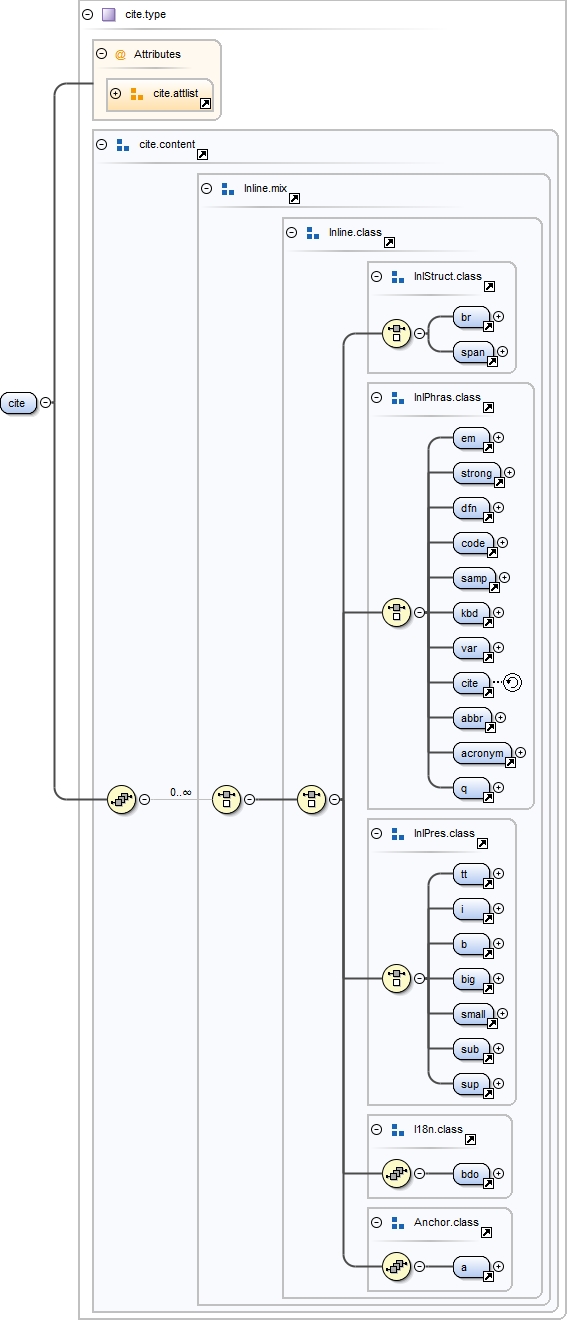 cite.type
@ Attributes
cite.attlist
cite.content
Inline.mix
Inline.class
InlStruct.class
br
span
InlPhras.class
cite
em
strong
dfn
code
samp
kbd
var
cite
abbr
acronym
q
0..∞
InlPres.class
tt
i
b
big
small
sub
sup
I18n.class
bdo
Anchor.class
a